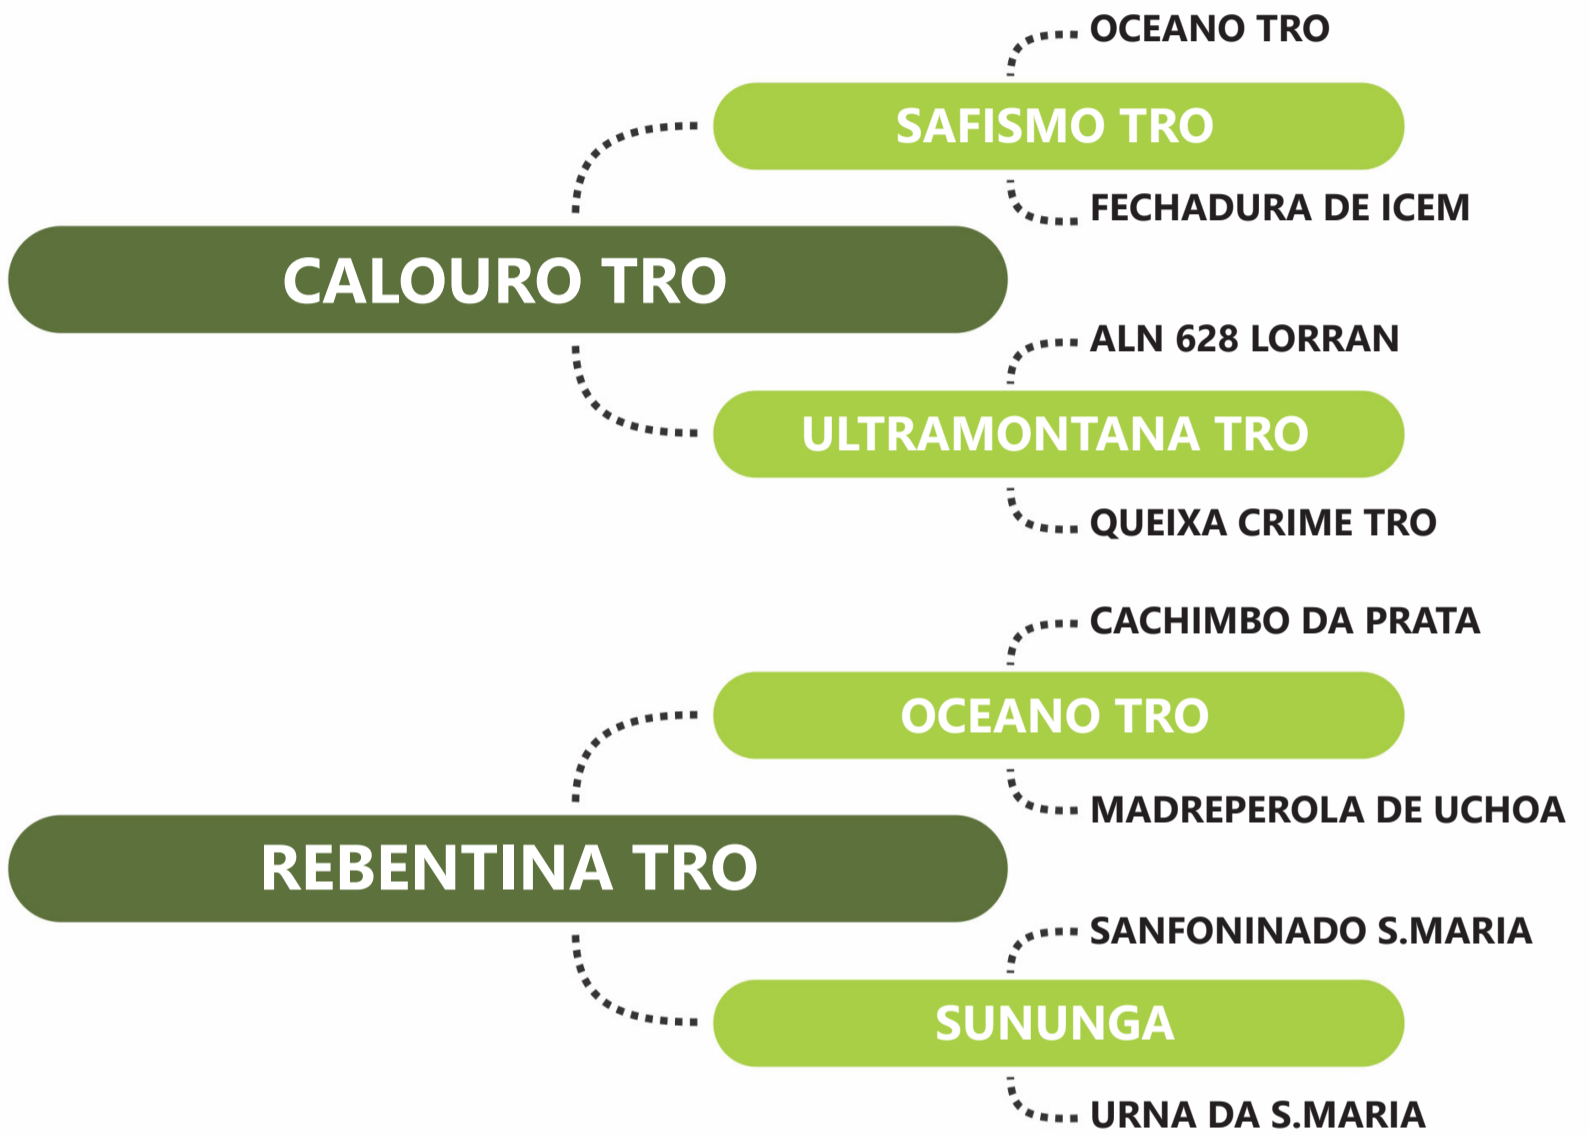 OCEANO TRO
SAFISMO TRO
FECHADURA DE ICEM
CALOURO TRO
ALN 628 LORRAN
ULTRAMONTANA TRO
QUEIXA CRIME TRO
CACHIMBO DA PRATA
OCEANO TRO
MADREPEROLA DE UCHOA
REBENTINA TRO
SANFONINADO S.MARIA
SUNUNGA
URNA DA S.MARIA